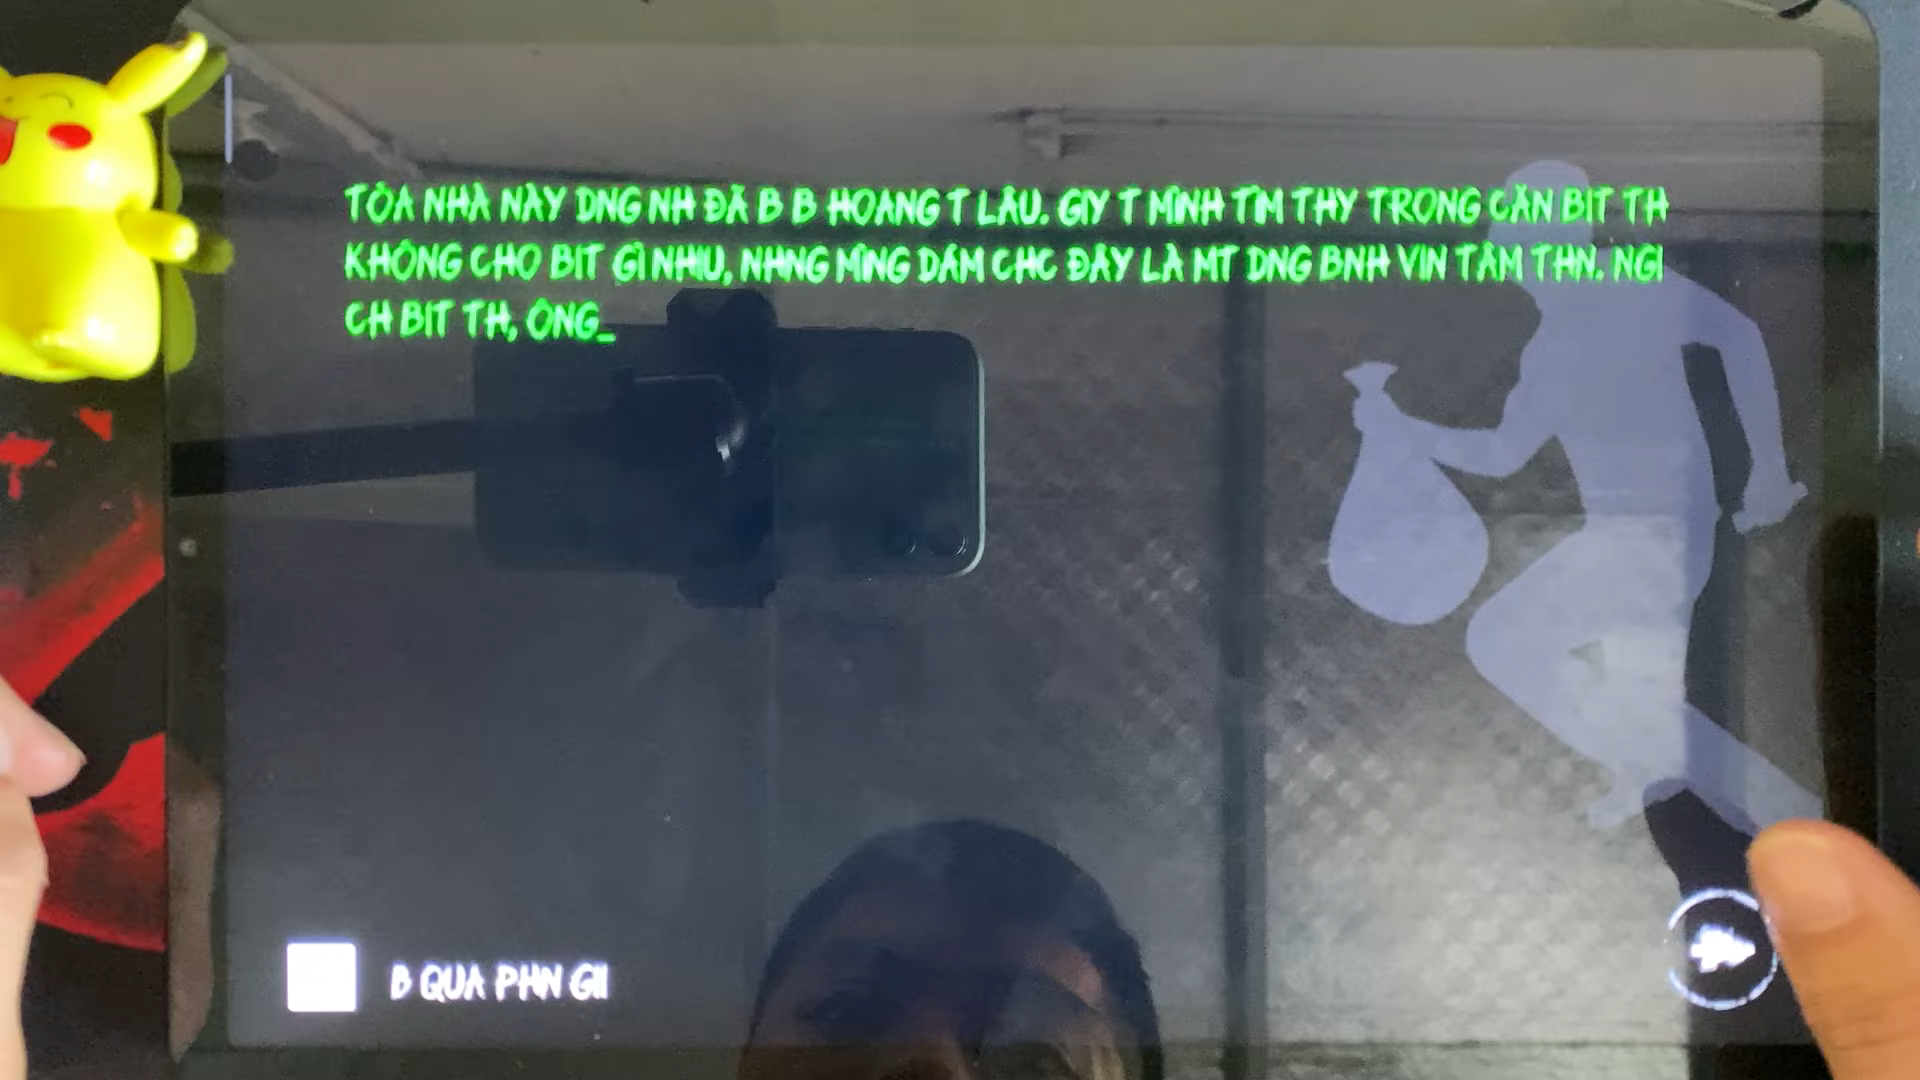 TÒA NHÀ NÀY DNG NH ĐÃ B B HOANG T LÂU. GIY T MÌNH TÌM THY TRONG CĂN BIT TH
KHÔNG CHO BIT GÌ NHIU, NHNG MÌNG DÁM CHC ĐÂY LÀ MT DNG BNH VIN TÂM THN. NGI
CH BIT TH, ÔNG_
B QUA PHN GII